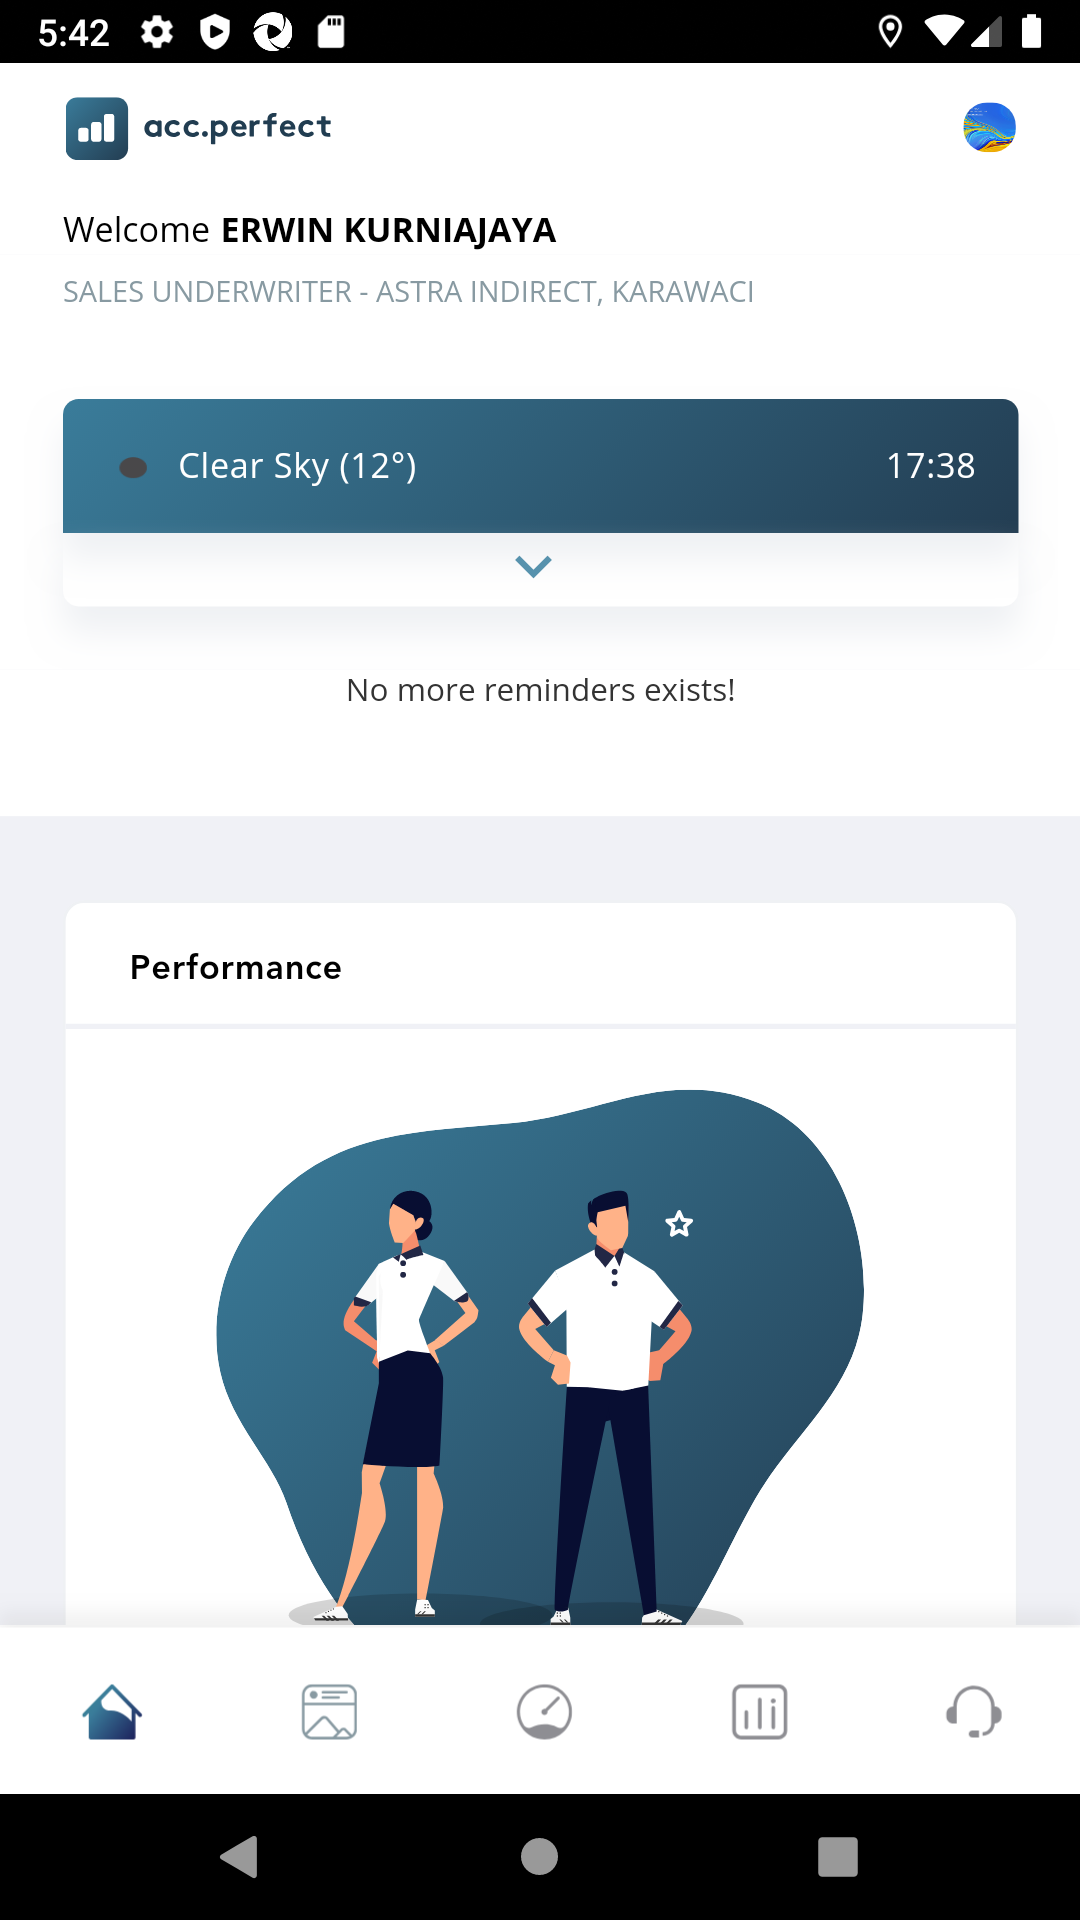 5:42
acc.perfect
Welcome ERWIN KURNIAJAYA
SALES UNDERWRITER - ASTRA INDIRECT, KARAWACI
Clear Sky (12°) 17:38
No more reminders exists!
Performance